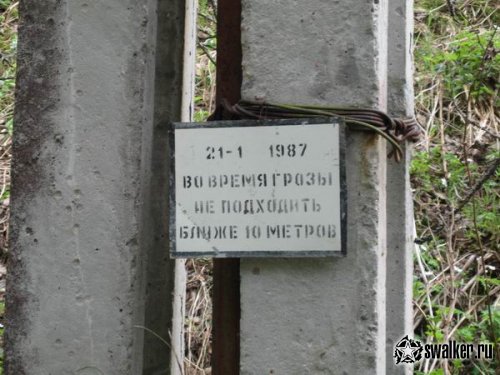 21-1 1987
ВО ВРЕМЯ ГРОЗЫ
НЕ ПОДХОДИТЬ
БЛИЖЕ 10 МЕТРОВ
swalker.ru